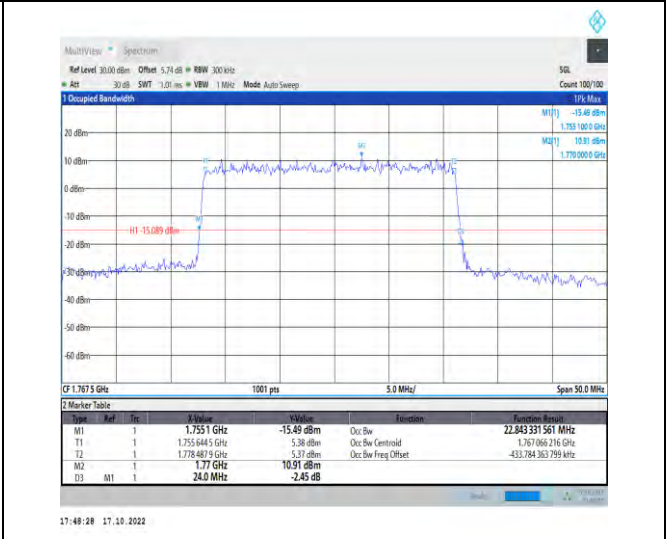 MultiView Spectrum
Ref Level 30.00 dBm Offset 5.74 dB RBW 300 kHz SGL
Att 30 dB SWT 1.01 ms VBW 1 MHz Mode Auto Sweep Count 100/100
1 Occupied Bandwidth 1Pk Max
M1[1] -15.49 dBm
1.755 100 0 GHz
M2[1] 10.91 dBm
1.770 000 0 GHz
20 dBm
M2
10 dBm
T1
T2
0 dBm
-10 dBm
M1
H1 -15.089 dBm
-20 dBm
-30 dBm
-40 dBm
-50 dBm
-60 dBm
CF 1.767 5 GHz 1001 pts 5.0 MHz/ Span 50.0 MHz
2 Marker Table
Type Ref Trc X-Value Y-Value Function Function Result
M1 1 1.755 1 GHz -15.49 dBm Occ Bw 22.843 331 561 MHz
T1 1 1.755 644 5 GHz 5.38 dBm Occ Bw Centroid 1.767 066 216 GHz
T2 1 1.778 487 9 GHz 5.37 dBm Occ Bw Freq Offset -433.784 363 799 kHz
M2 1 1.77 GHz 10.91 dBm
D3 M1 1 24.0 MHz -2.45 dB
17:48:28 17.10.2022